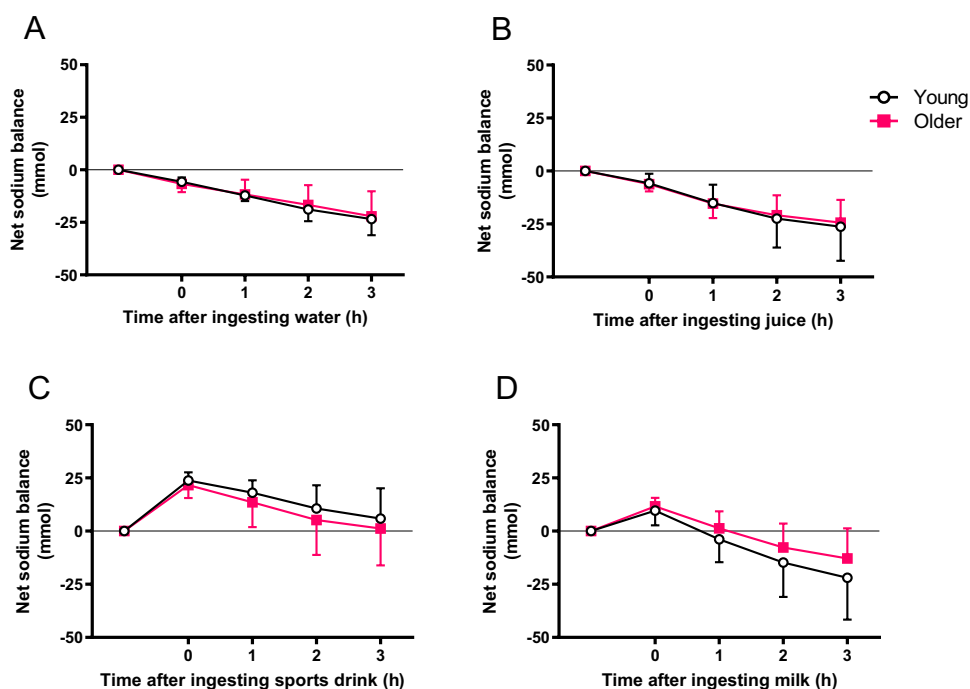 A
Net sodium balance
(mmol)
50
25
0
-25
-50
0 1 2 3
Time after ingesting water (h)
B
Net sodium balance
(mmol)
50
25
0
-25
-50
0 1 2 3
Time after ingesting juice (h)
Young
Older
C
Net sodium balance
(mmol)
50
25
0
-25
-50
0 1 2 3
Time after ingesting sports drink (h)
D
Net sodium balance
(mmol)
50
25
0
-25
-50
0 1 2 3
Time after ingesting milk (h)